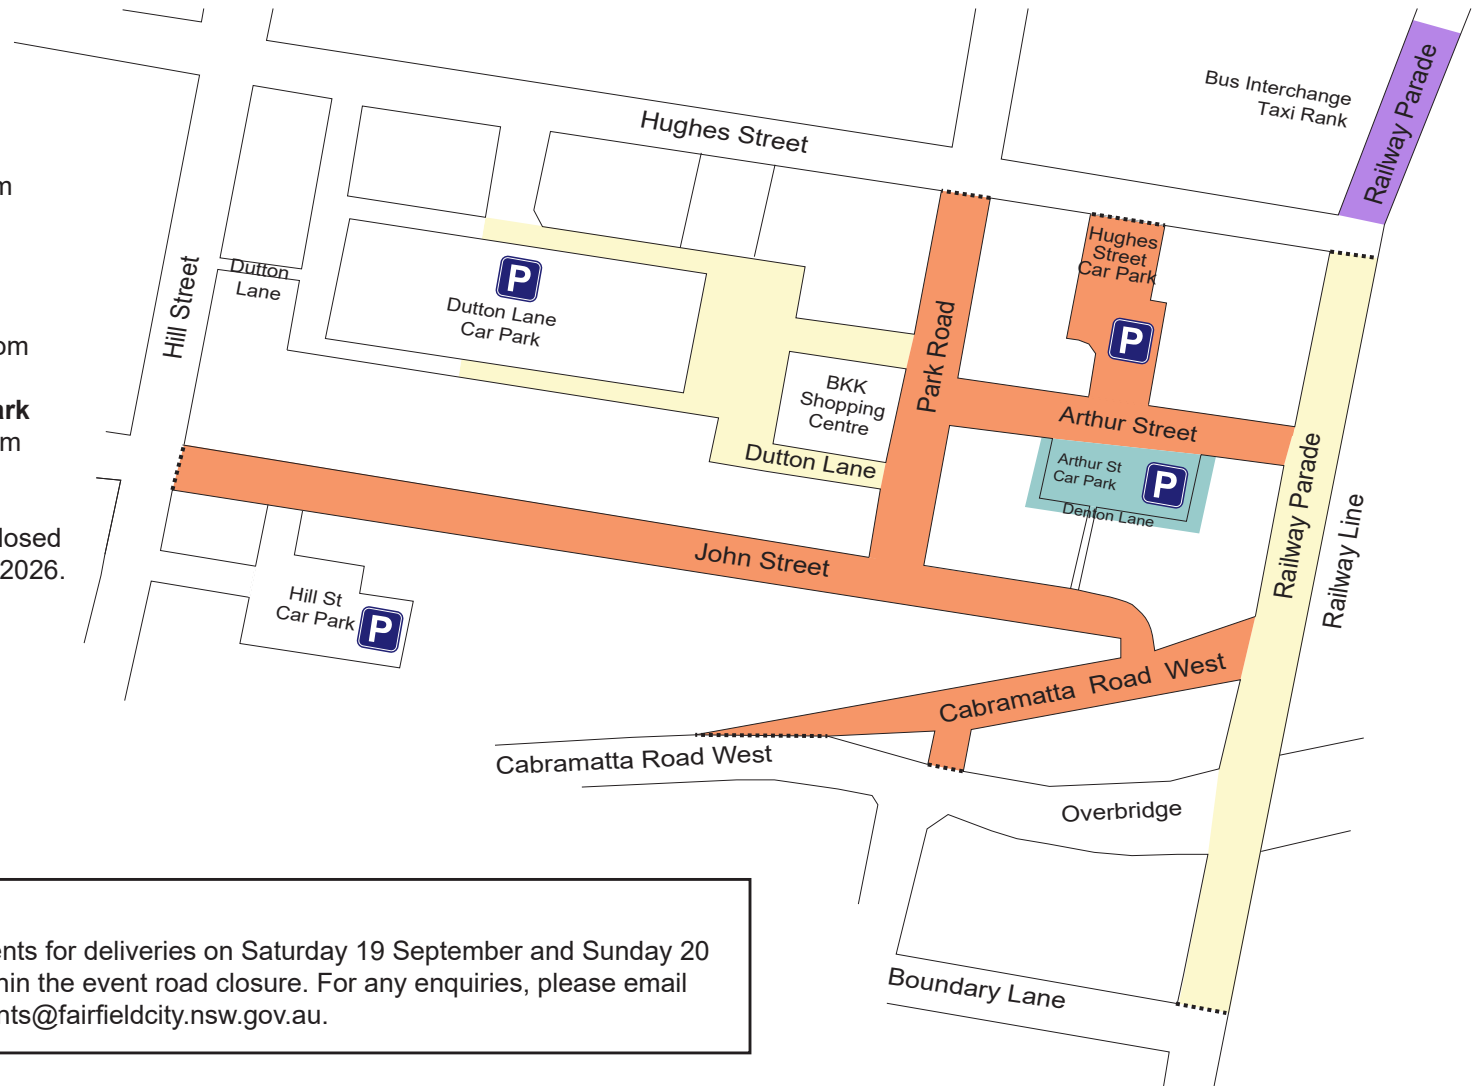 Bus Interchange
Taxi Rank
Railway Parade
Hughes Street
m
Hughes
Street
Car Park
P
Dutton
Lane
Hill Street
P
Dutton Lane
Car Park
Park Road
P
om
BKK
Shopping
Centre
ark
m
Arthur Street
Dutton Lane
Arthur St
Car Park
P
Denton Lane
Railway Parade
Railway Line
losed
2026.
John Street
Hill St
Car Park
P
Cabramatta Road West
Cabramatta Road West
Overbridge
ents for deliveries on Saturday 19 September and Sunday 20
hin the event road closure. For any enquiries, please email
nts@fairfieldcity.nsw.gov.au.
Boundary Lane